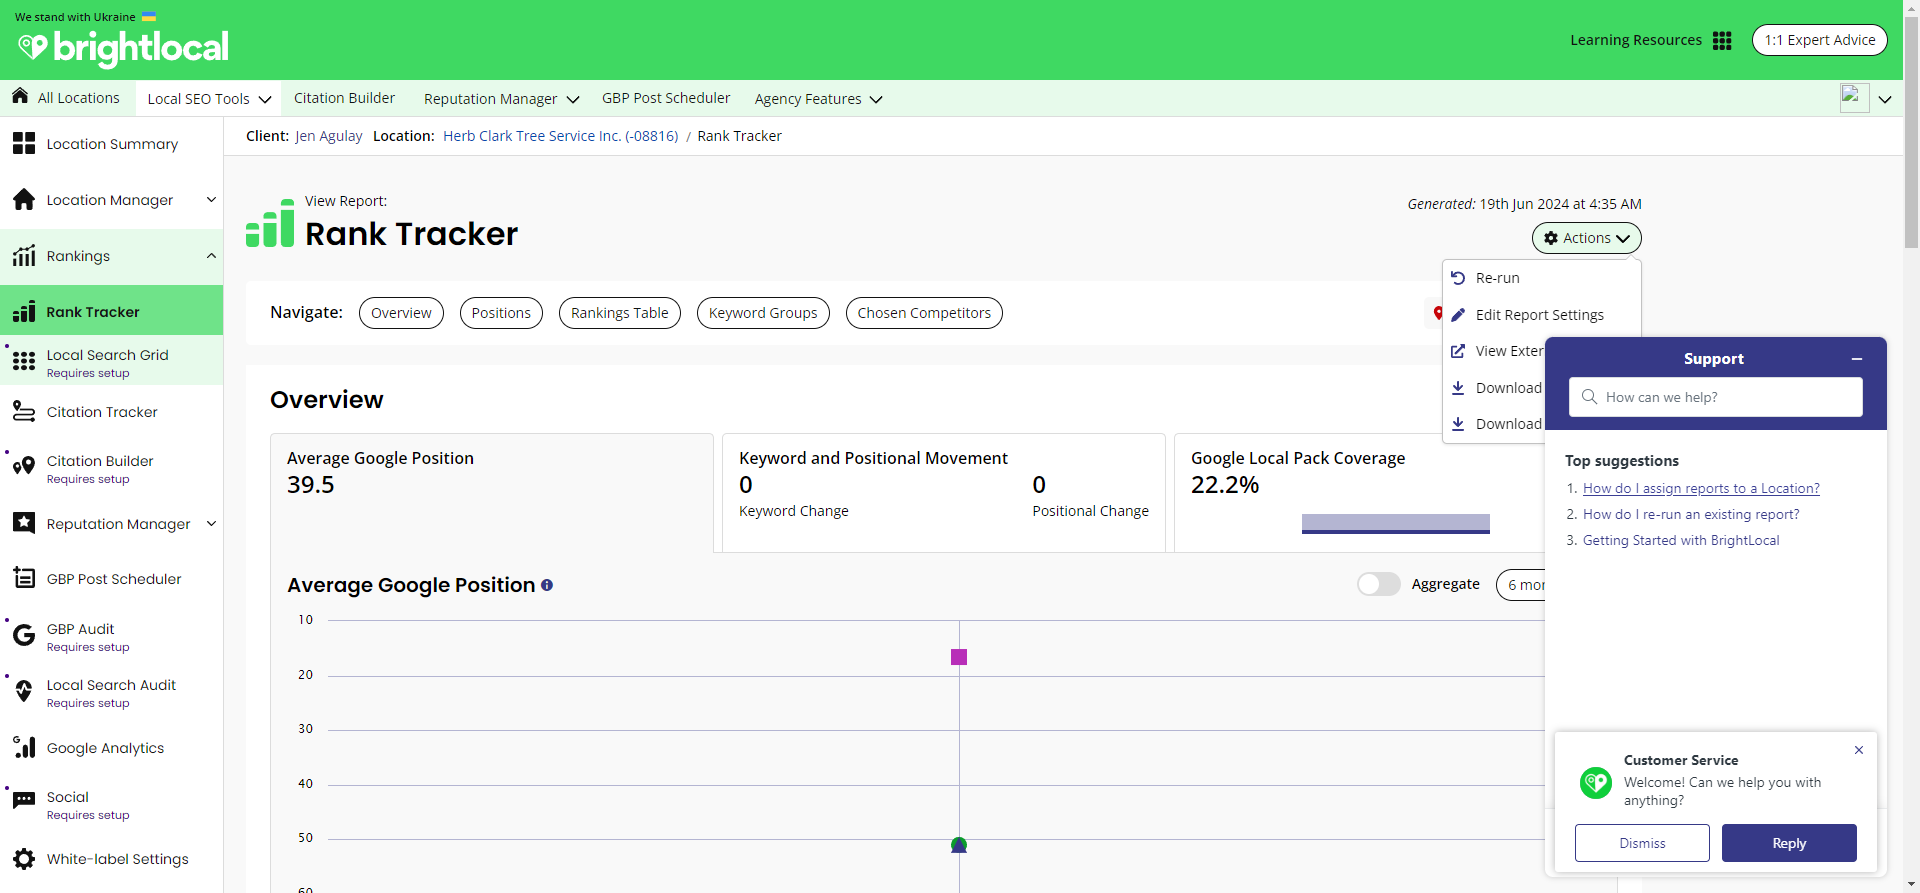 We stand with Ukraine
brightlocal
Learning Resources
1:1 Expert Advice
All Locations
Local SEO Tools
Citation Builder
Reputation Manager
GBP Post Scheduler
Agency Features
Client: Jen Agulay Location: Herb Clark Tree Service Inc. (-08816) / Rank Tracker
Location Summary
Location Manager
Rankings
Rank Tracker
Local Search Grid
Requires setup
Citation Tracker
Citation Builder
Requires setup
Reputation Manager
GBP Post Scheduler
GBP Audit
Requires setup
Local Search Audit
Requires setup
Google Analytics
Social
Requires setup
White-label Settings
View Report:
Rank Tracker
Generated: 19th Jun 2024 at 4:35 AM
Actions
Re-run
Edit Report Settings
View Exter
Download
Download
Navigate:
Overview
Positions
Rankings Table
Keyword Groups
Chosen Competitors
Overview
Average Google Position
39.5
Keyword and Positional Movement
0
Keyword Change
0
Positional Change
Google Local Pack Coverage
22.2%
Average Google Position
Aggregate
6 mor
10
20
30
40
50
60
Support
How can we help?
Top suggestions
1. How do I assign reports to a Location?
2. How do I re-run an existing report?
3. Getting Started with BrightLocal
Customer Service
Welcome! Can we help you with
anything?
Dismiss
Reply